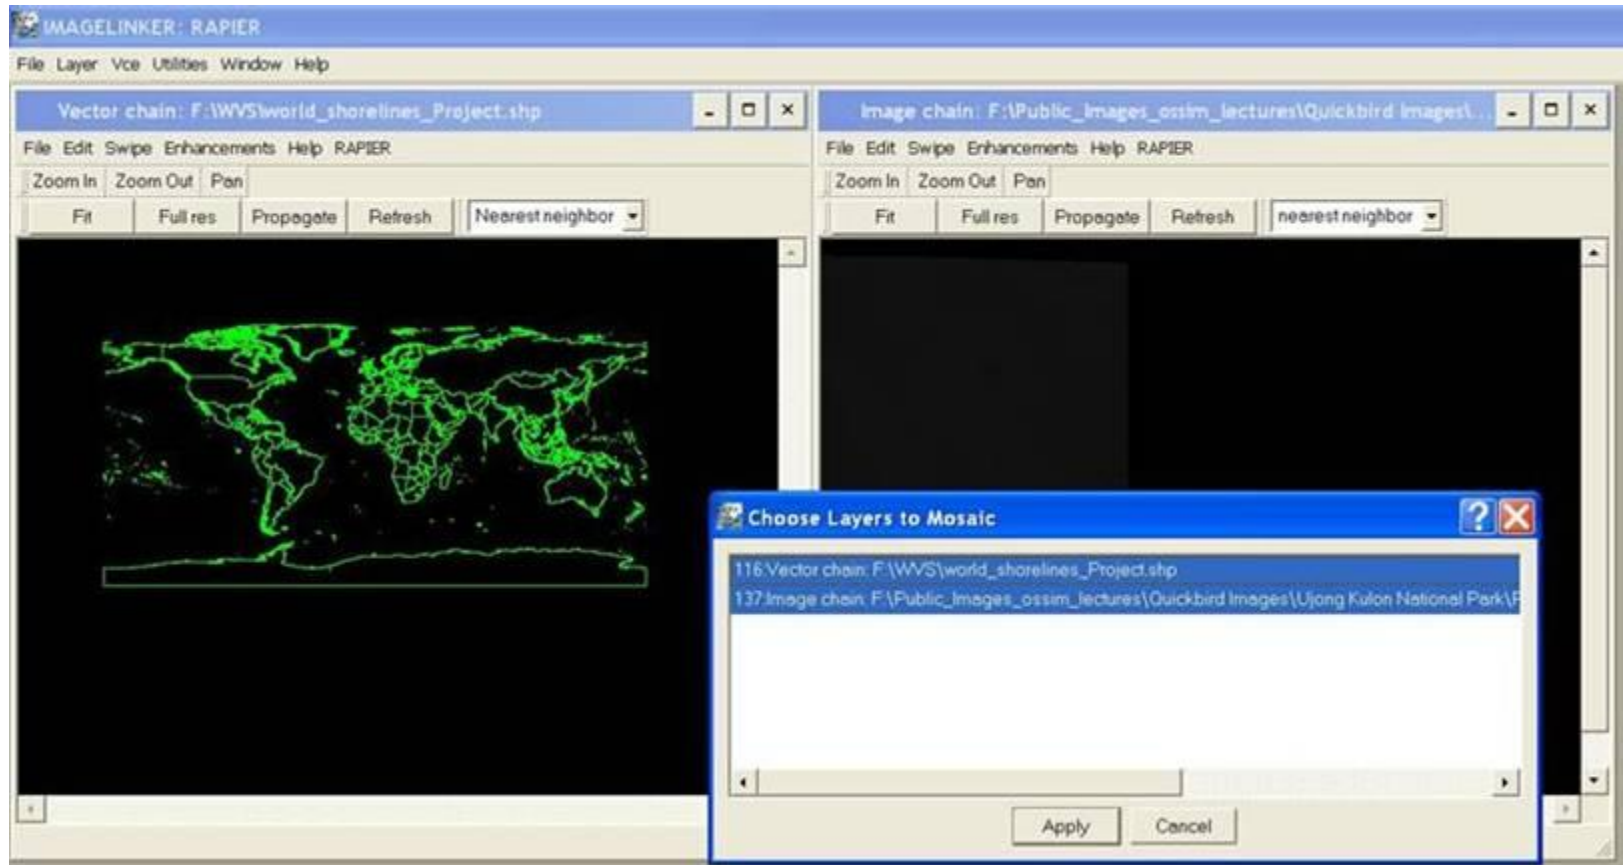 IMAGELINKER: RAPIER
File Layer Vce Utilities Window Help
Vector chain: F:\WVS\world_shorelines_Project.shp
File Edit Swipe Enhancements Help RAPIER
Zoom In Zoom Out Pan
Fit Full res Propagate Refresh Nearest neighbor
Image chain: F:\Public_Images_ossim_lectures\Quickbird Images\...
File Edit Swipe Enhancements Help RAPIER
Zoom In Zoom Out Pan
Fit Full res Propagate Refresh nearest neighbor
Choose Layers to Mosaic
116:Vector chain: F:\WVS\world_shorelines_Project.shp
137:Image chain: F:\Public_Images_ossim_lectures\Quickbird Images\Ujong Kulon National Park\
Apply Cancel